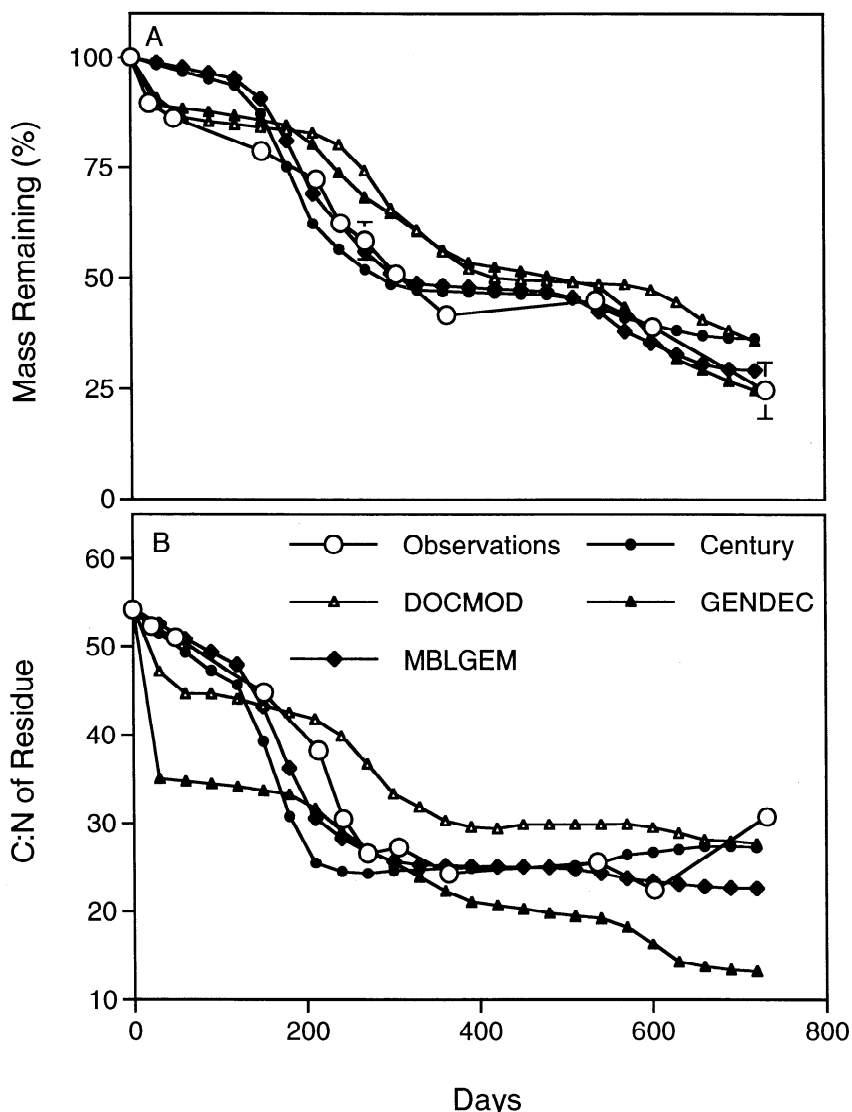 A
100
75
50
25
0
Mass Remaining (%)
B
Observations
Century
DOCMOD
GENDEC
MBLGEM
60
50
40
30
20
10
C:N of Residue
0
200
400
600
800
Days